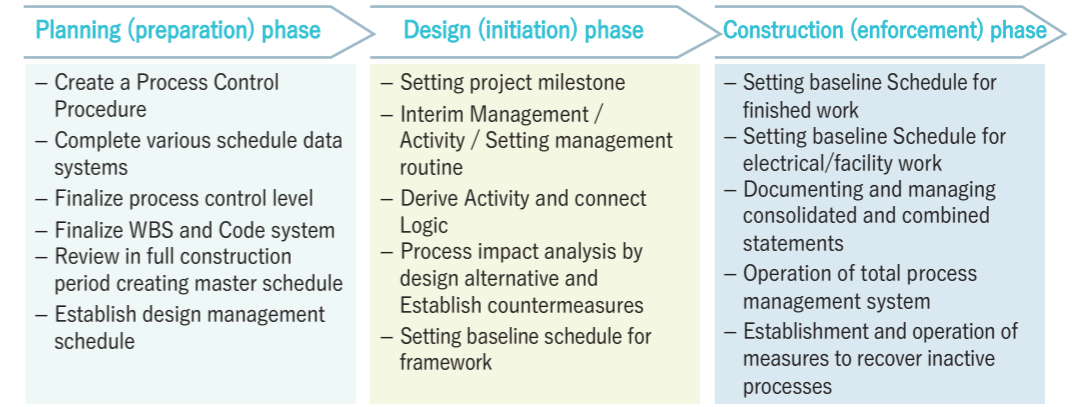 Planning (preparation) phase
– Create a Process Control
Procedure
– Complete various schedule data
systems
– Finalize process control level
– Finalize WBS and Code system
– Review in full construction
period creating master schedule
– Establish design management
schedule
Design (initiation) phase
– Setting project milestone
– Interim Management /
Activity / Setting management
routine
– Derive Activity and connect
Logic
– Process impact analysis by
design alternative and
Establish countermeasures
– Setting baseline schedule for
framework
Construction (enforcement) phase
– Setting baseline Schedule for
finished work
– Setting baseline Schedule for
electrical/facility work
– Documenting and managing
consolidated and combined
statements
– Operation of total process
management system
– Establishment and operation of
measures to recover inactive
processes